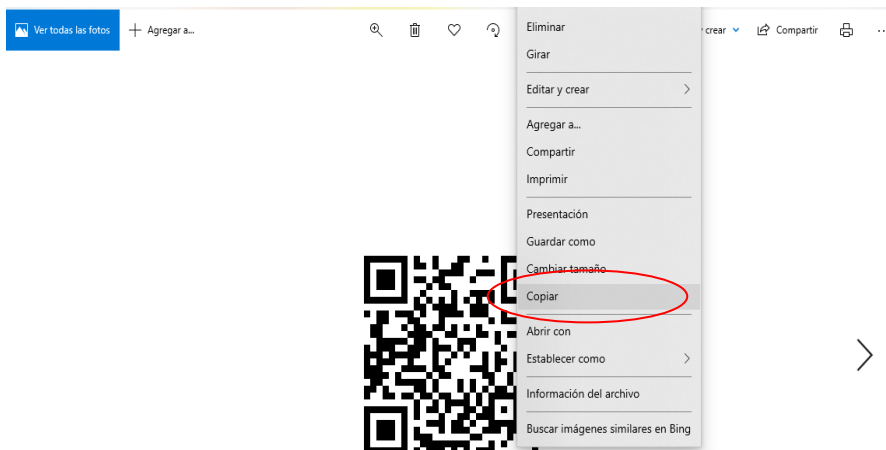 Ver todas las fotos
Agregar a...
crear
Compartir
...
Eliminar
Girar
Editar y crear
Agregar a...
Compartir
Imprimir
Presentación
Guardar como
Cambiar tamaño
Copiar
Abrir con
Establecer como
Información del archivo
Buscar imágenes similares en Bing